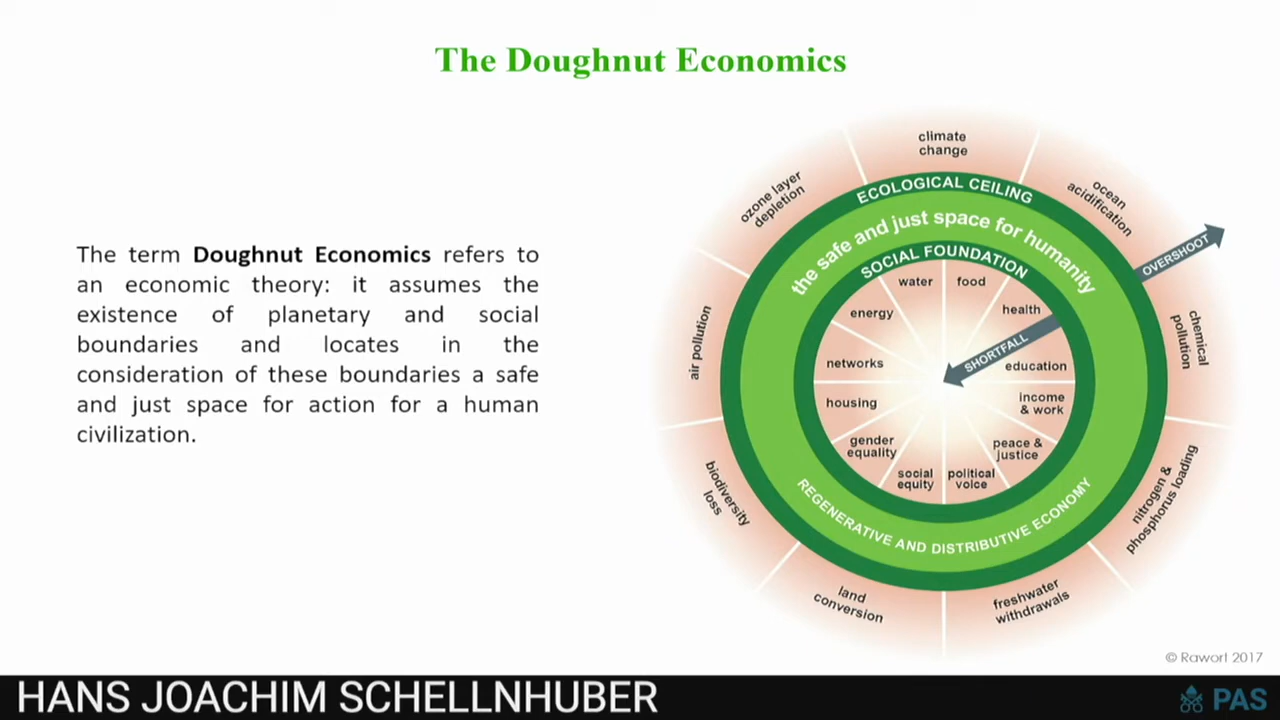 The Doughnut Economics
The term Doughnut Economics refers to
an economic theory: it assumes the
existence of planetary and social
boundaries and locates in the
consideration of these boundaries a safe
and just space for action for a human
civilization.
climate
change
ocean
acidification
chemical
pollution
nitrogen &
phosphorus loading
freshwater
withdrawals
land
conversion
biodiversity
loss
air pollution
ozone layer
depletion
ECOLOGICAL CEILING
the safe and just space for humanity
SOCIAL FOUNDATION
OVERSHOOT
SHORTFALL
water
food
health
education
income
& work
peace &
justice
political
voice
social
equity
gender
equality
housing
networks
energy
REGENERATIVE AND DISTRIBUTIVE ECONOMY
© Rawort 2017
HANS JOACHIM SCHELLNHUBER
PAS